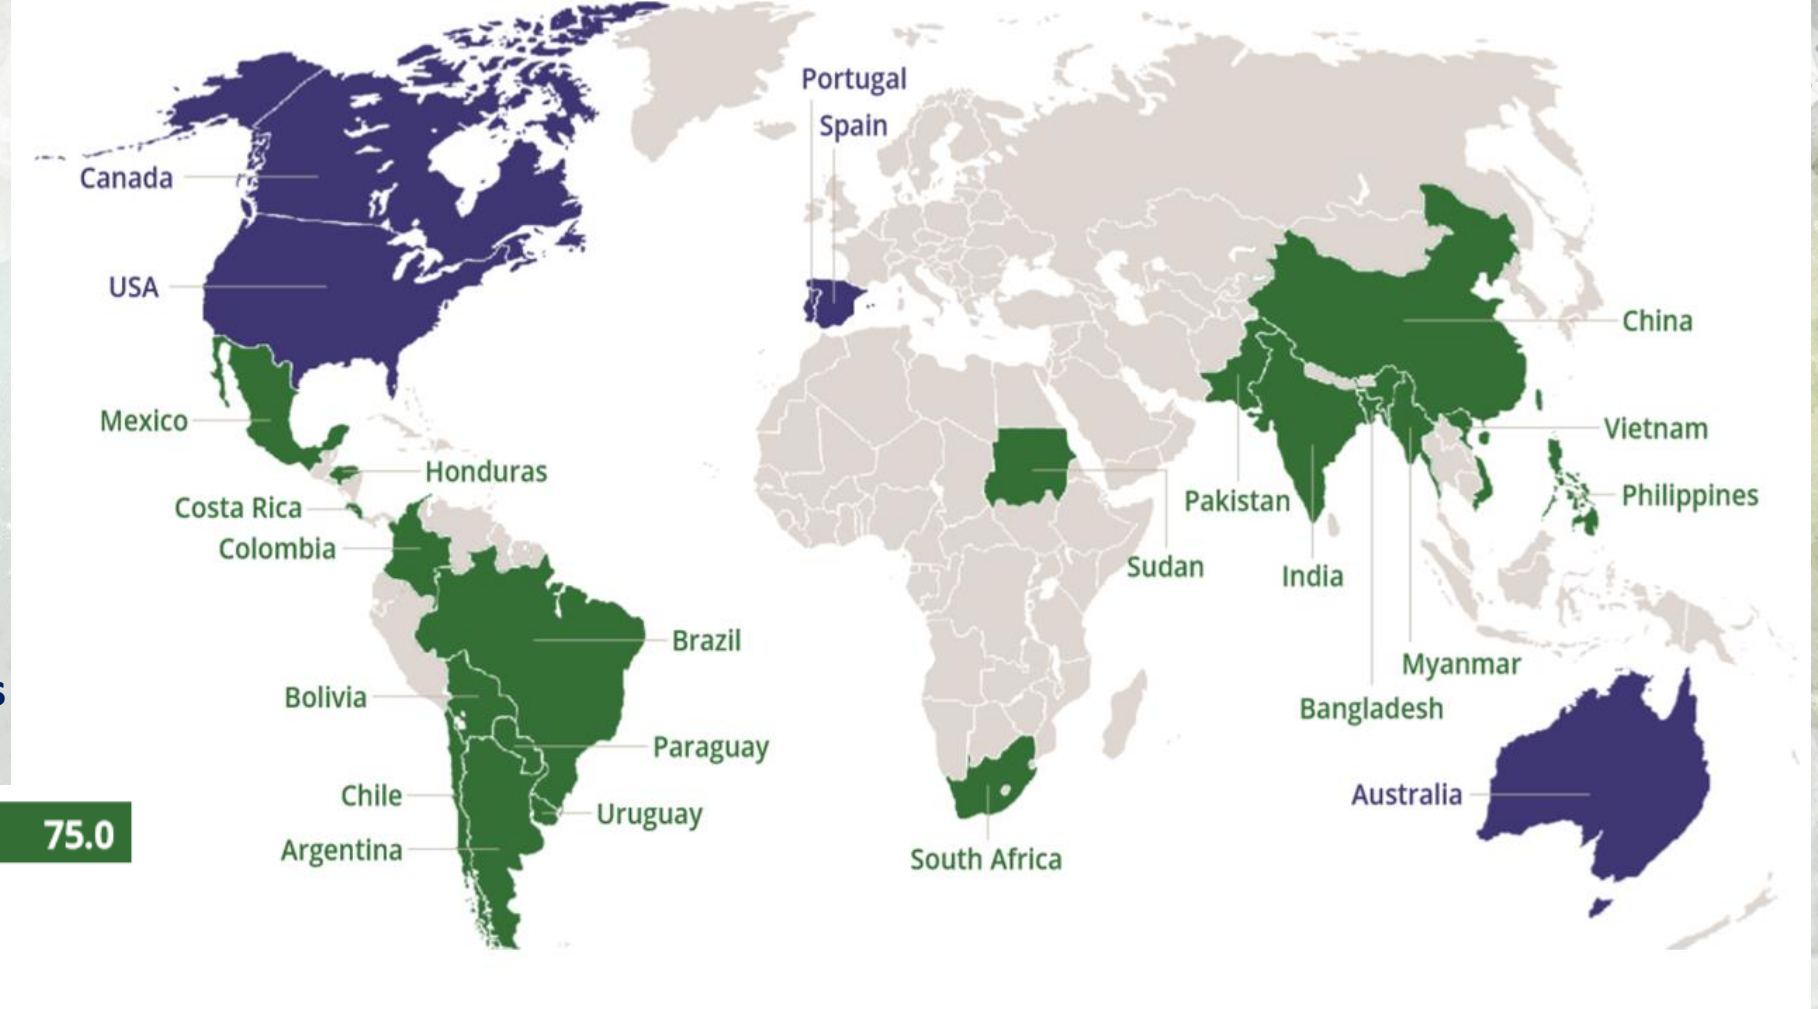 Portugal
Spain
Canada
USA
China
Mexico
Vietnam
Honduras
Pakistan
Philippines
Costa Rica
Colombia
Sudan
India
Brazil
Myanmar
Bolivia
Bangladesh
Paraguay
Chile
Uruguay
Australia
75.0
Argentina
South Africa